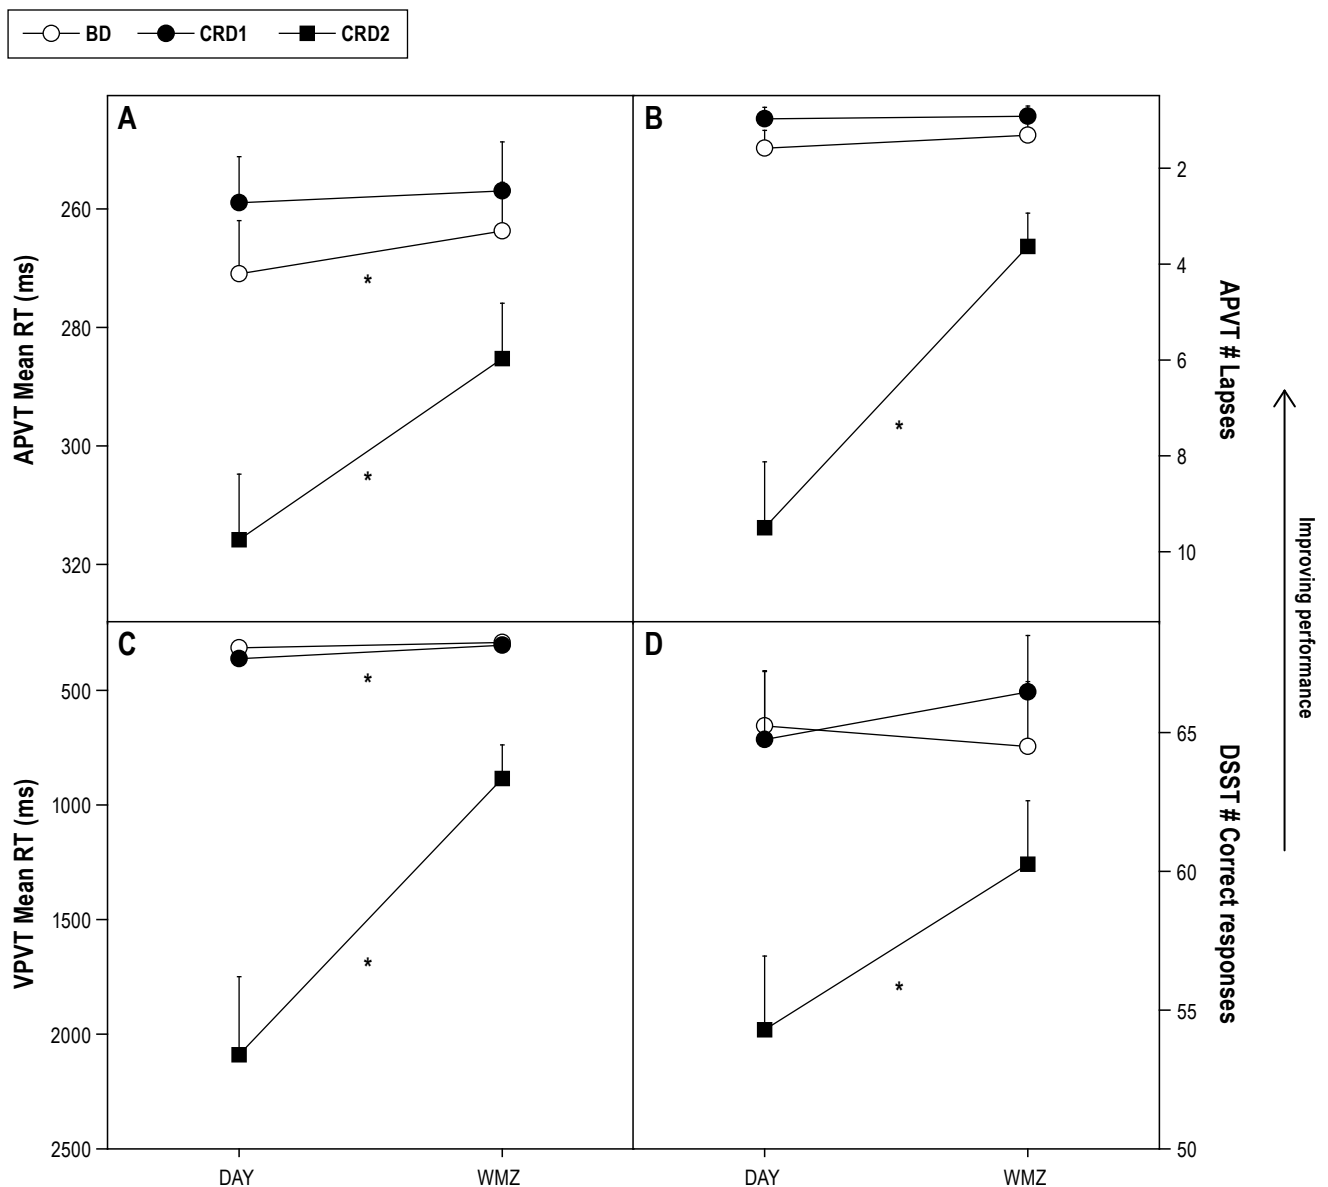 BD CRD1 CRD2
A
B
260
280
300
320
APVT Mean RT (ms)
*
*
2
4
6
8
10
APVT # Lapses
*
C
D
500
1000
1500
2000
2500
VPVT Mean RT (ms)
*
*
65
60
55
50
DSST # Correct responses
*
Improving performance
DAY WMZ DAY WMZ